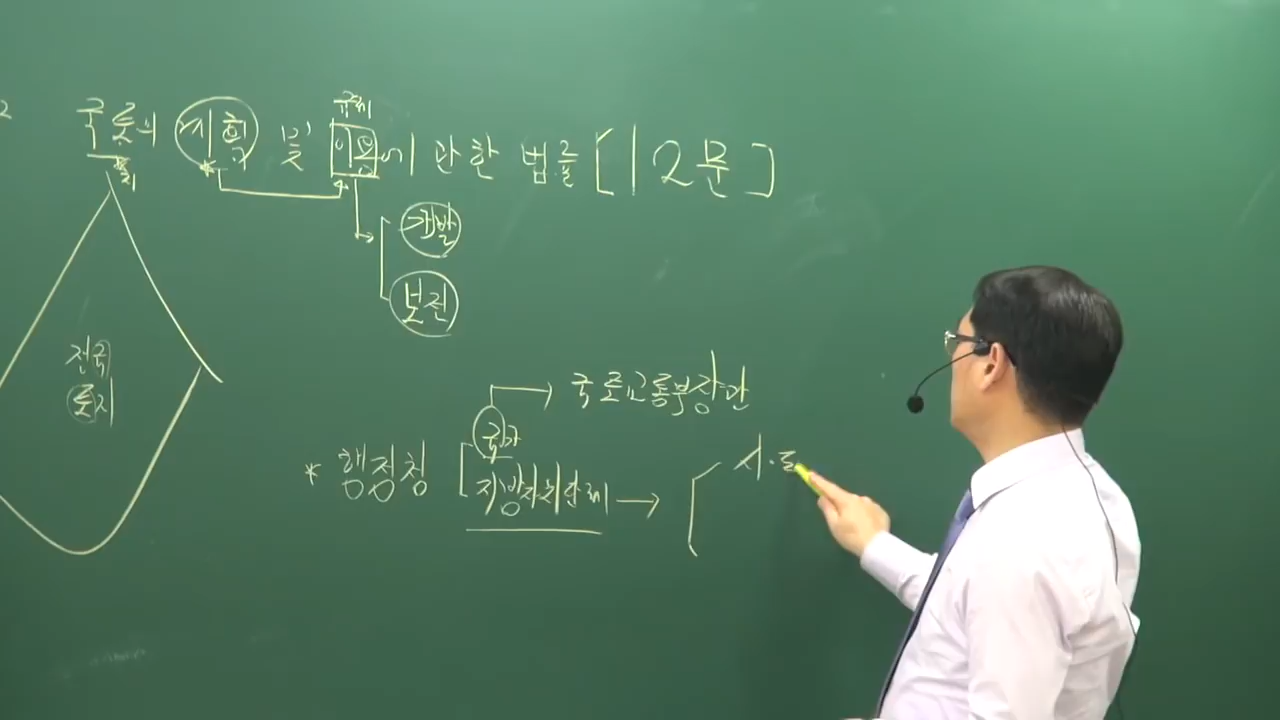 2
규제
국토의 계획 및 이용에 관한 법률 [12문]
개발
보전
전국
토지
국토교통부장관
국가
* 행정청
지방자치단체 →
시·도